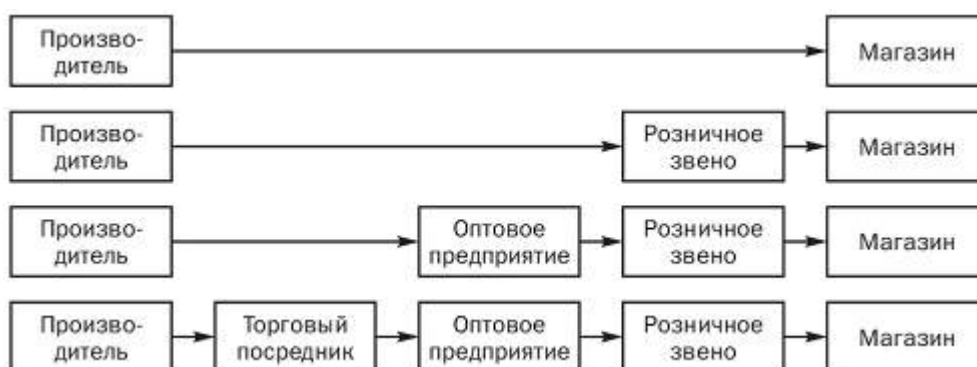 Произво-
дитель
Магазин
Произво-
дитель
Розничное
звено
Магазин
Произво-
дитель
Оптовое
предприятие
Розничное
звено
Магазин
Произво-
дитель
Торговый
посредник
Оптовое
предприятие
Розничное
звено
Магазин